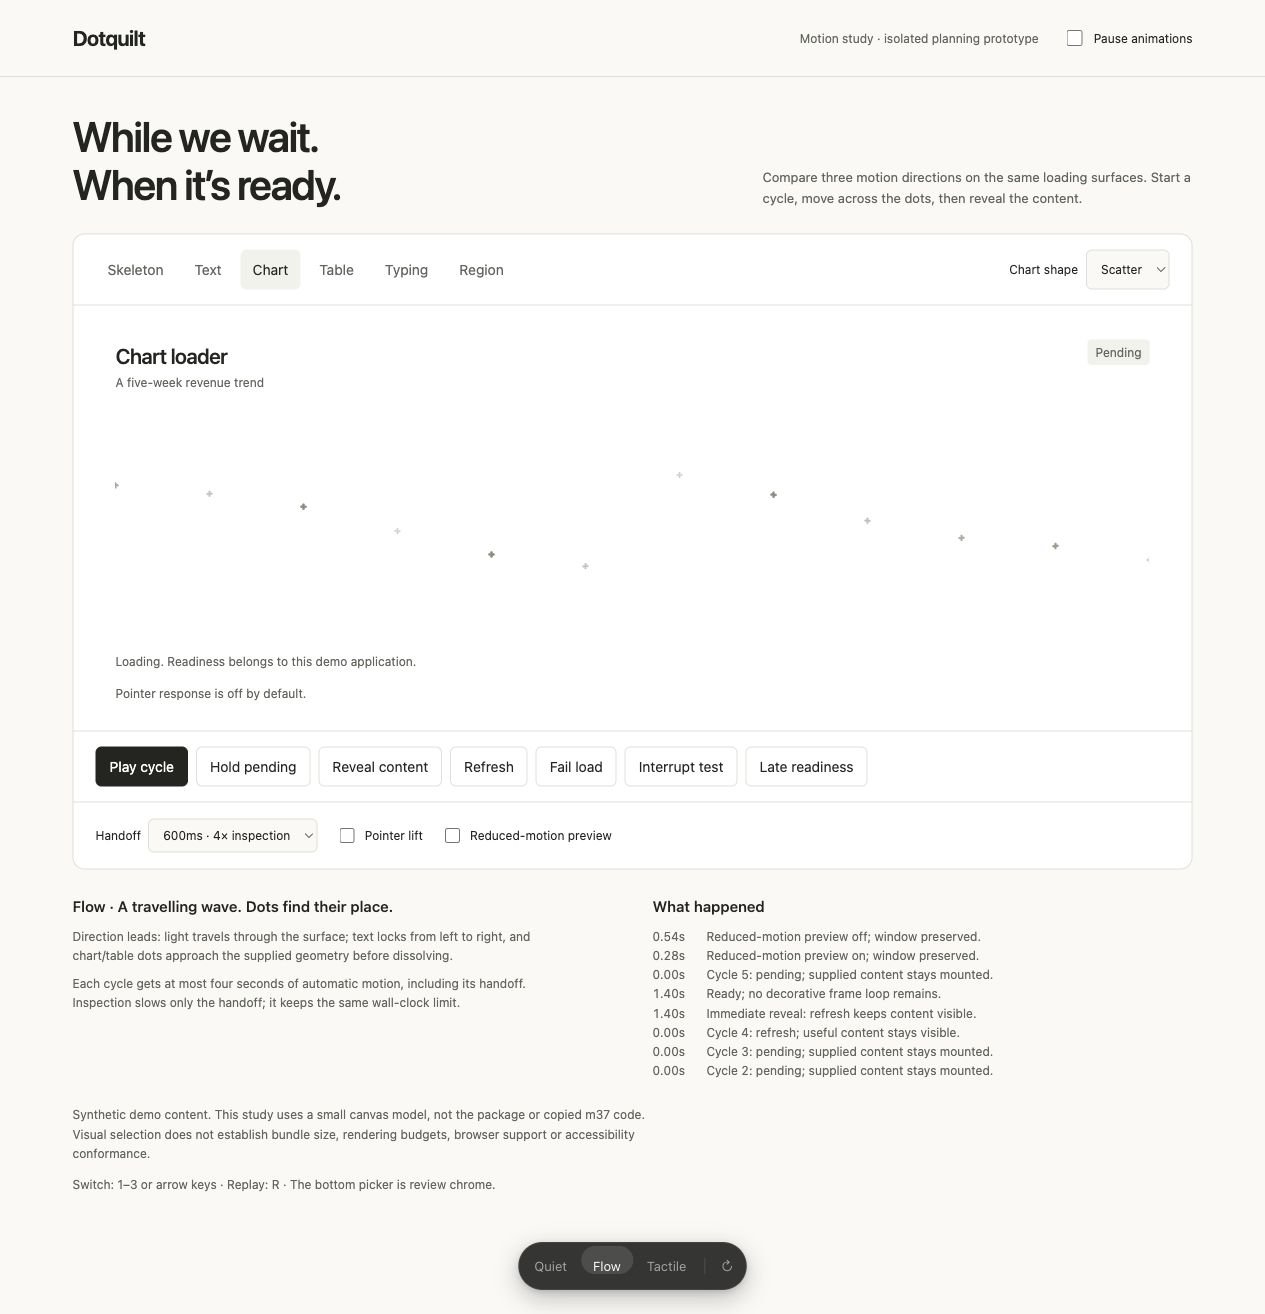 Dotquilt
Motion study · isolated planning prototype
Pause animations
While we wait.
When it’s ready.
Compare three motion directions on the same loading surfaces. Start a
cycle, move across the dots, then reveal the content.
Skeleton
Text
Chart
Table
Typing
Region
Chart shape
Scatter
Chart loader
Pending
A five-week revenue trend
Loading. Readiness belongs to this demo application.
Pointer response is off by default.
Play cycle
Hold pending
Reveal content
Refresh
Fail load
Interrupt test
Late readiness
Handoff
600ms · 4× inspection
Pointer lift
Reduced-motion preview
Flow · A travelling wave. Dots find their place.
Direction leads: light travels through the surface; text locks from left to right, and
chart/table dots approach the supplied geometry before dissolving.
Each cycle gets at most four seconds of automatic motion, including its handoff.
Inspection slows only the handoff; it keeps the same wall-clock limit.
What happened
0.54s Reduced-motion preview off; window preserved.
0.28s Reduced-motion preview on; window preserved.
0.00s Cycle 5: pending; supplied content stays mounted.
1.40s Ready; no decorative frame loop remains.
1.40s Immediate reveal: refresh keeps content visible.
0.00s Cycle 4: refresh; useful content stays visible.
0.00s Cycle 3: pending; supplied content stays mounted.
0.00s Cycle 2: pending; supplied content stays mounted.
Synthetic demo content. This study uses a small canvas model, not the package or copied m37 code.
Visual selection does not establish bundle size, rendering budgets, browser support or accessibility
conformance.
Switch: 1–3 or arrow keys · Replay: R · The bottom picker is review chrome.
Quiet
Flow
Tactile